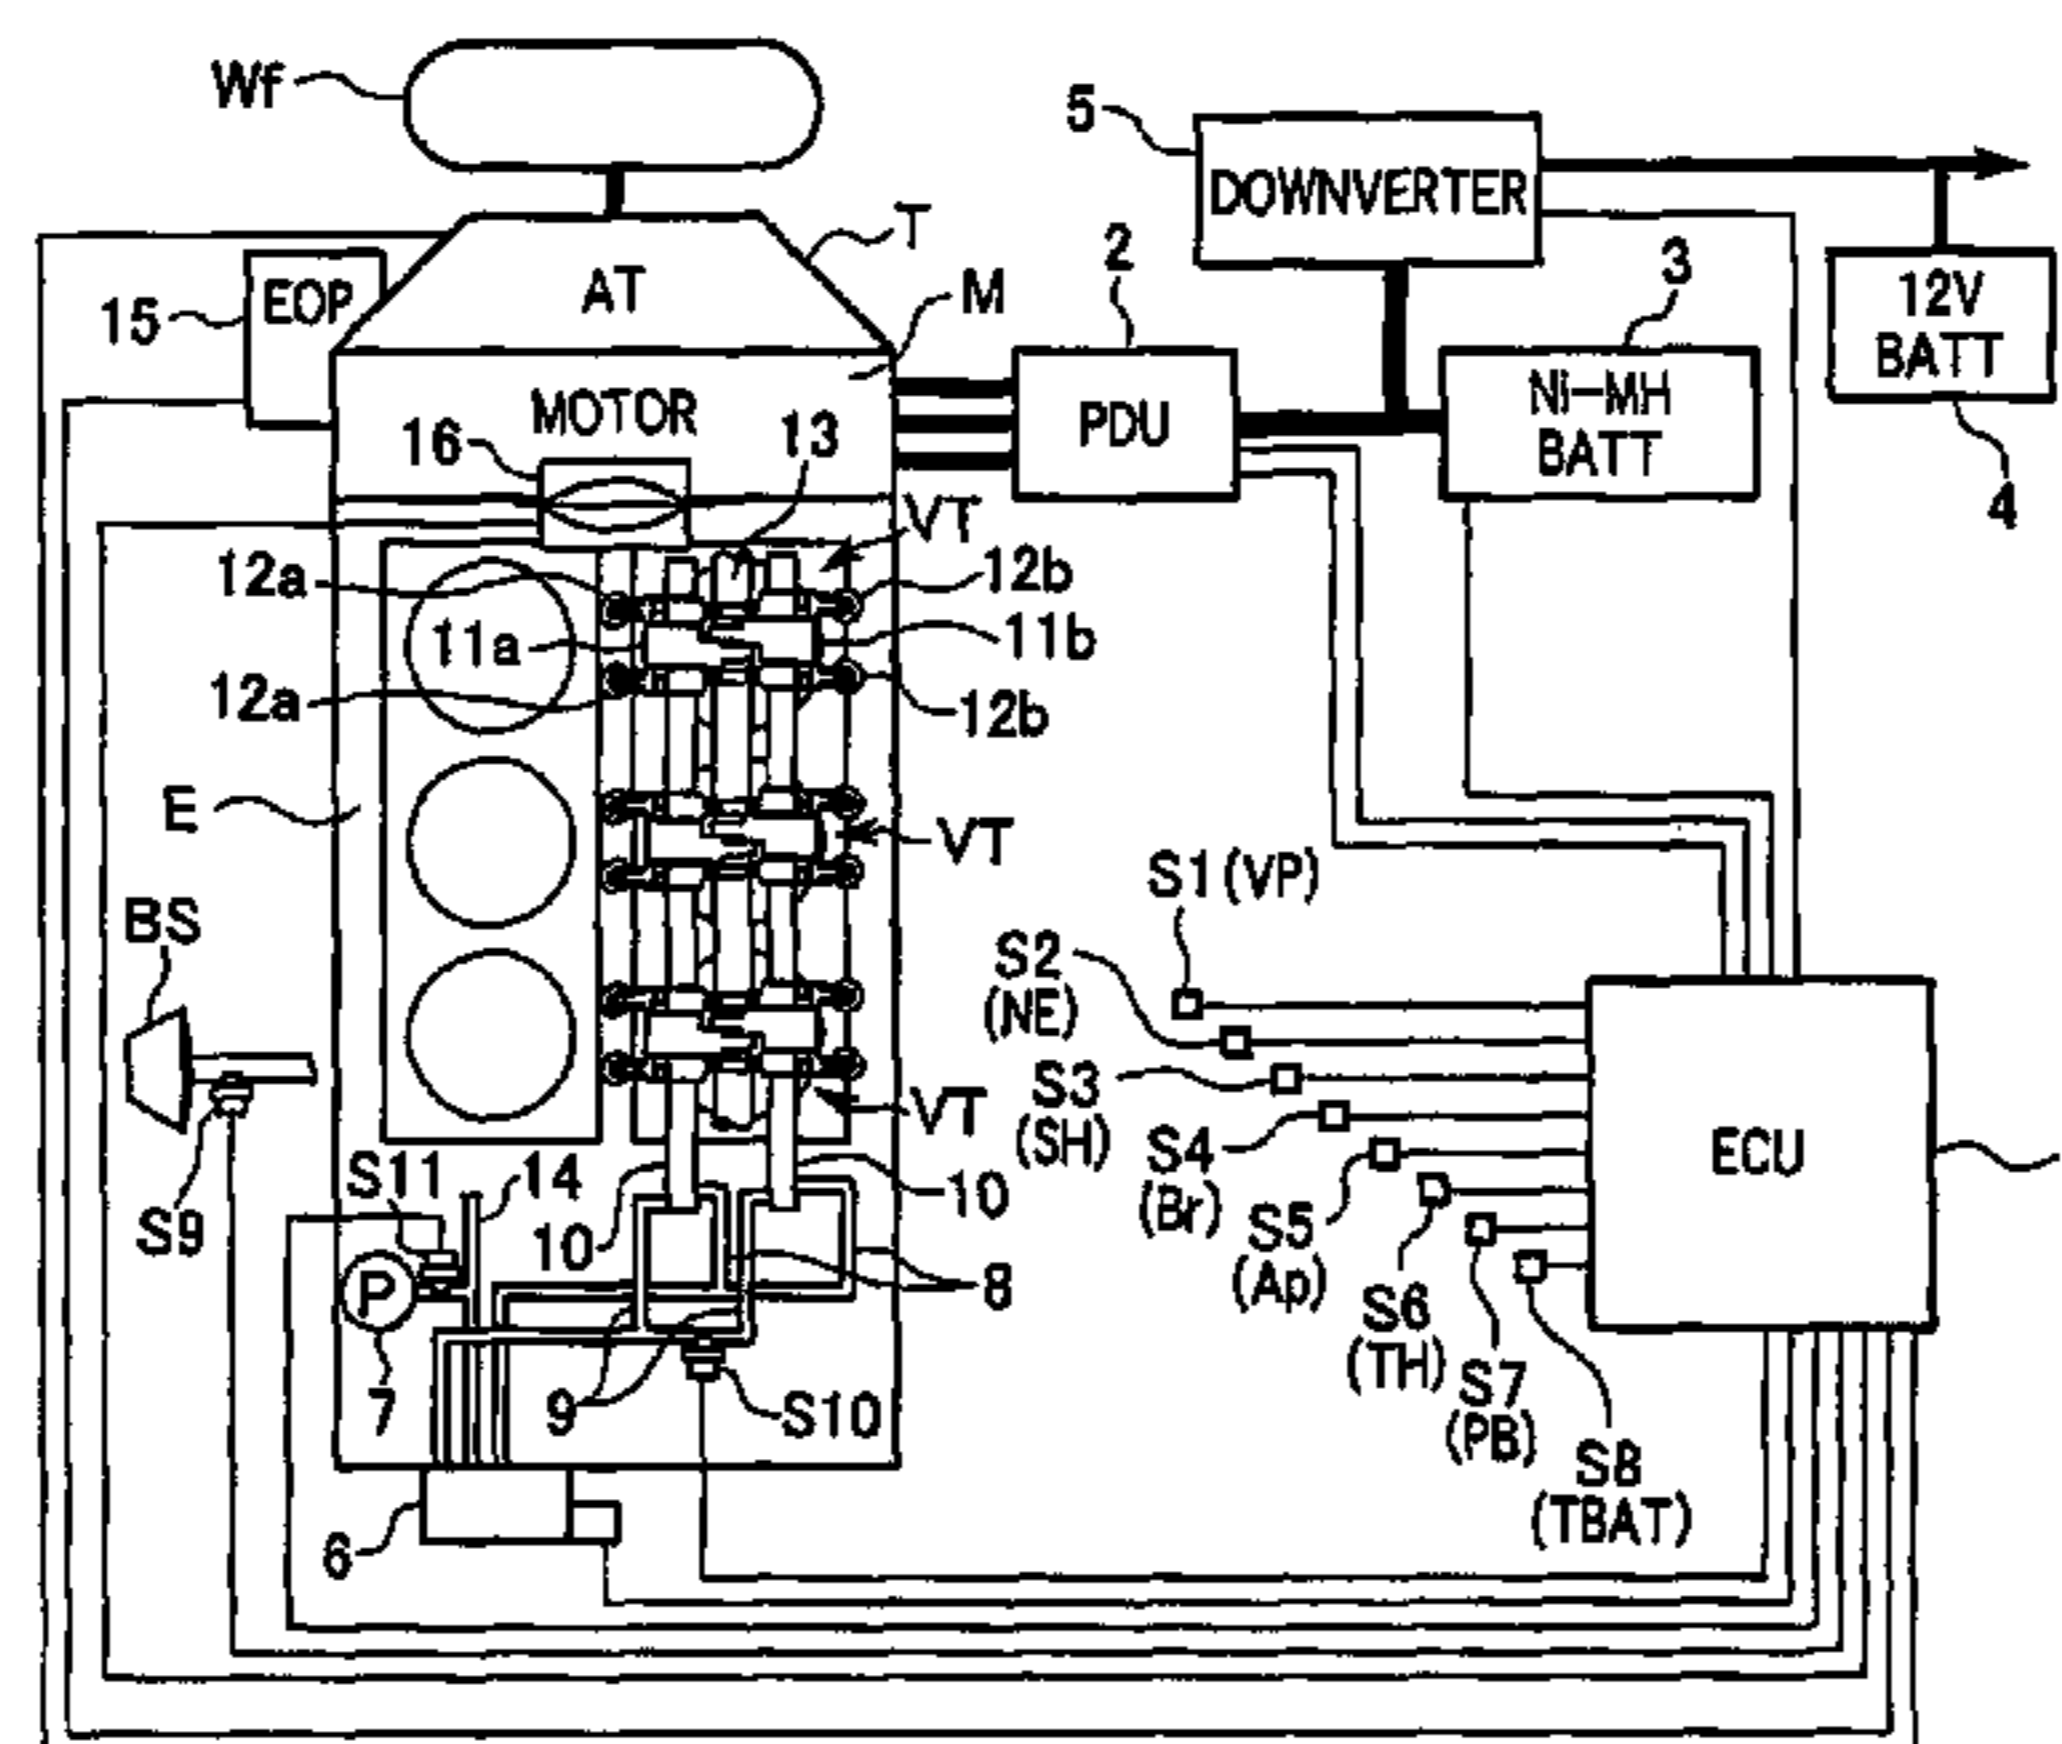 Wf
5
DOWNVERTER
T
2
3
EOP
AT
M
12V
BATT
15
MOTOR
PDU
Ni-MH
BATT
16
13
4
VT
12a
12b
11a
11b
12a
12b
E
VT
S1(VP)
BS
S2
(NE)
S3
(SH)
VT
ECU
S4
(Br)
S11
14
10
S9
10
S5
(Ap)
8
P
S6
(TH)
7
9
S10
S7
(PB)
S8
(TBAT)
6